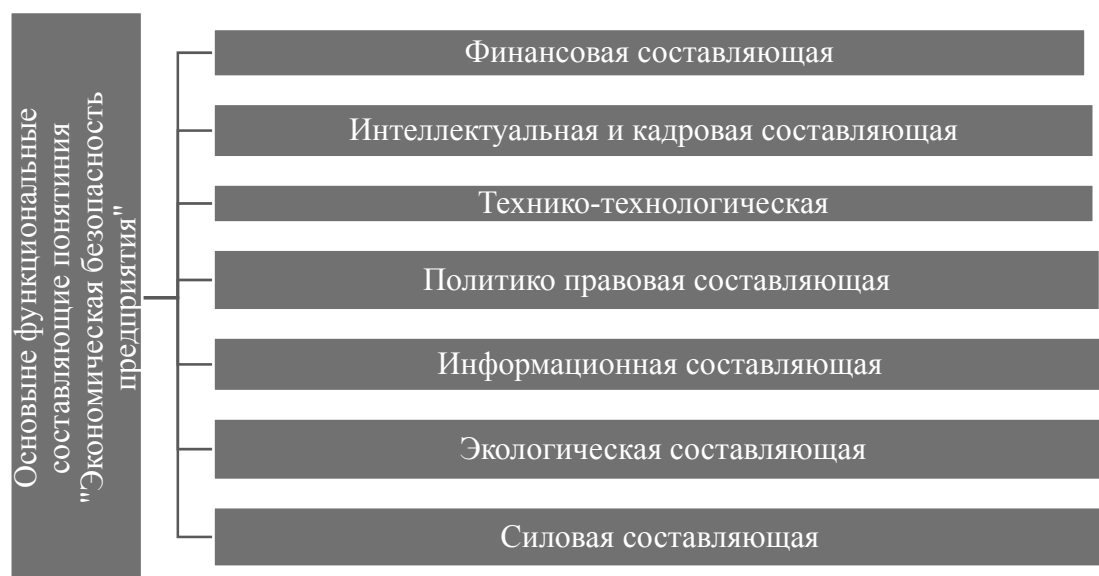 Основыне функциональные
составляющие понятиния
"Экономическая безопасность
предприятия"
Финансовая составляющая
Интеллектуальная и кадровая составляющая
Технико-технологическая
Политико правовая составляющая
Информационная составляющая
Экологическая составляющая
Силовая составляющая